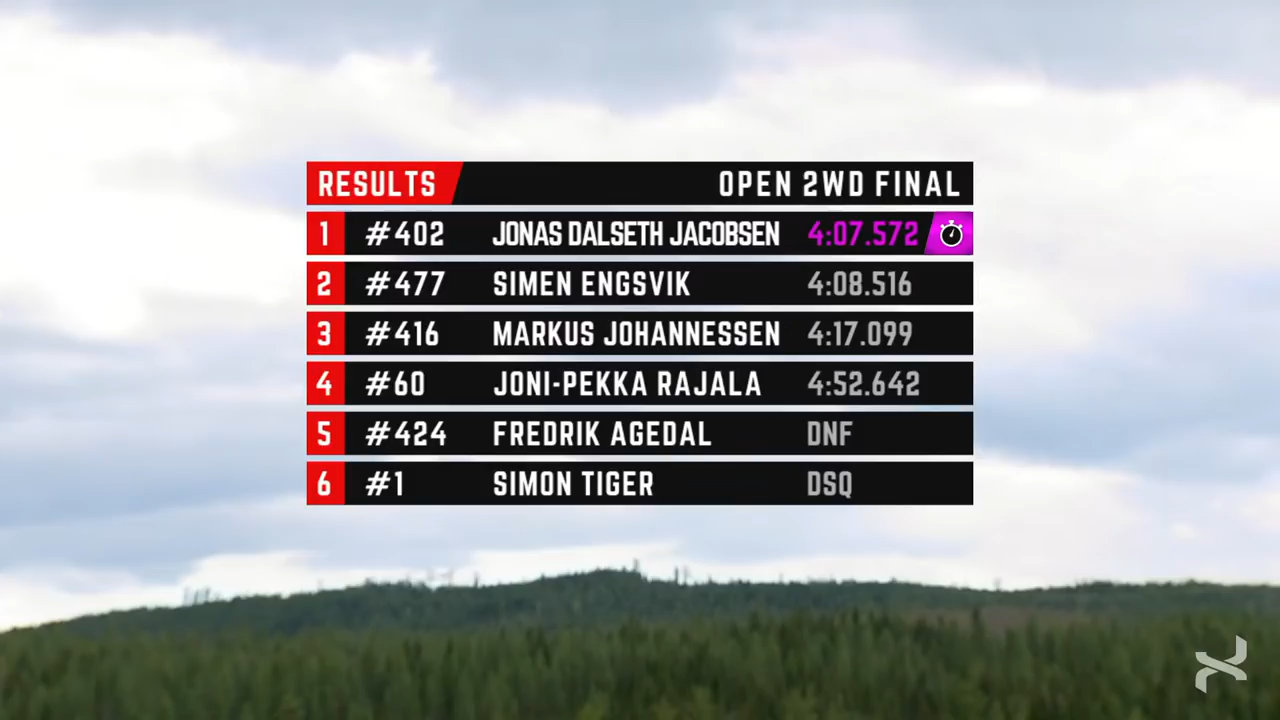 RESULTS OPEN 2WD FINAL
1 #402 JONAS DALSETH JACOBSEN 4:07.572
2 #477 SIMEN ENGSVIK 4:08.516
3 #416 MARKUS JOHANNESSEN 4:17.099
4 #60 JONI-PEKKA RAJALA 4:52.642
5 #424 FREDRIK AGEDAL DNF
6 #1 SIMON TIGER DSQ